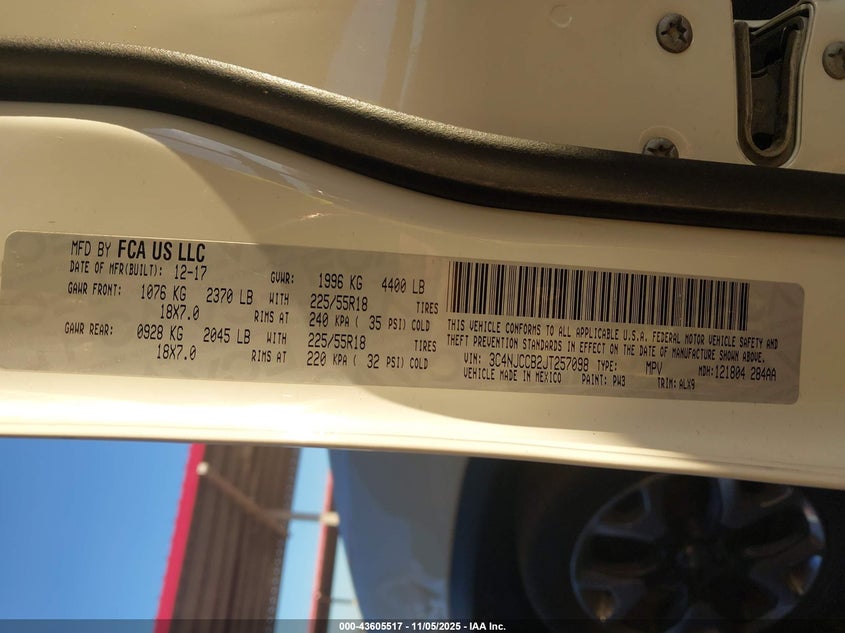 MFD BY FCA US LLC
DATE OF MFR(BUILT): 12-17 GVWR: 1996 KG 4400 LB
GAWR FRONT: 1076 KG 2370 LB WITH 225/55R18 TIRES
18X7.0 RIMS AT 240 KPA ( 35 PSI) COLD
GAWR REAR: 0928 KG 2045 LB WITH 225/55R18 TIRES
18X7.0 RIMS AT 220 KPA ( 32 PSI) COLD
THIS VEHICLE CONFORMS TO ALL APPLICABLE U.S.A. FEDERAL MOTOR VEHICLE SAFETY AND
THEFT PREVENTION STANDARDS IN EFFECT ON THE DATE OF MANUFACTURE SHOWN ABOVE.
VIN: 3C4NJCCB2JT257098 TYPE: MPV MDH:121804 284AA
VEHICLE MADE IN MEXICO PAINT: PW3 TRIM: ALX9
000-43605517 - 11/05/2025 - IAA Inc.